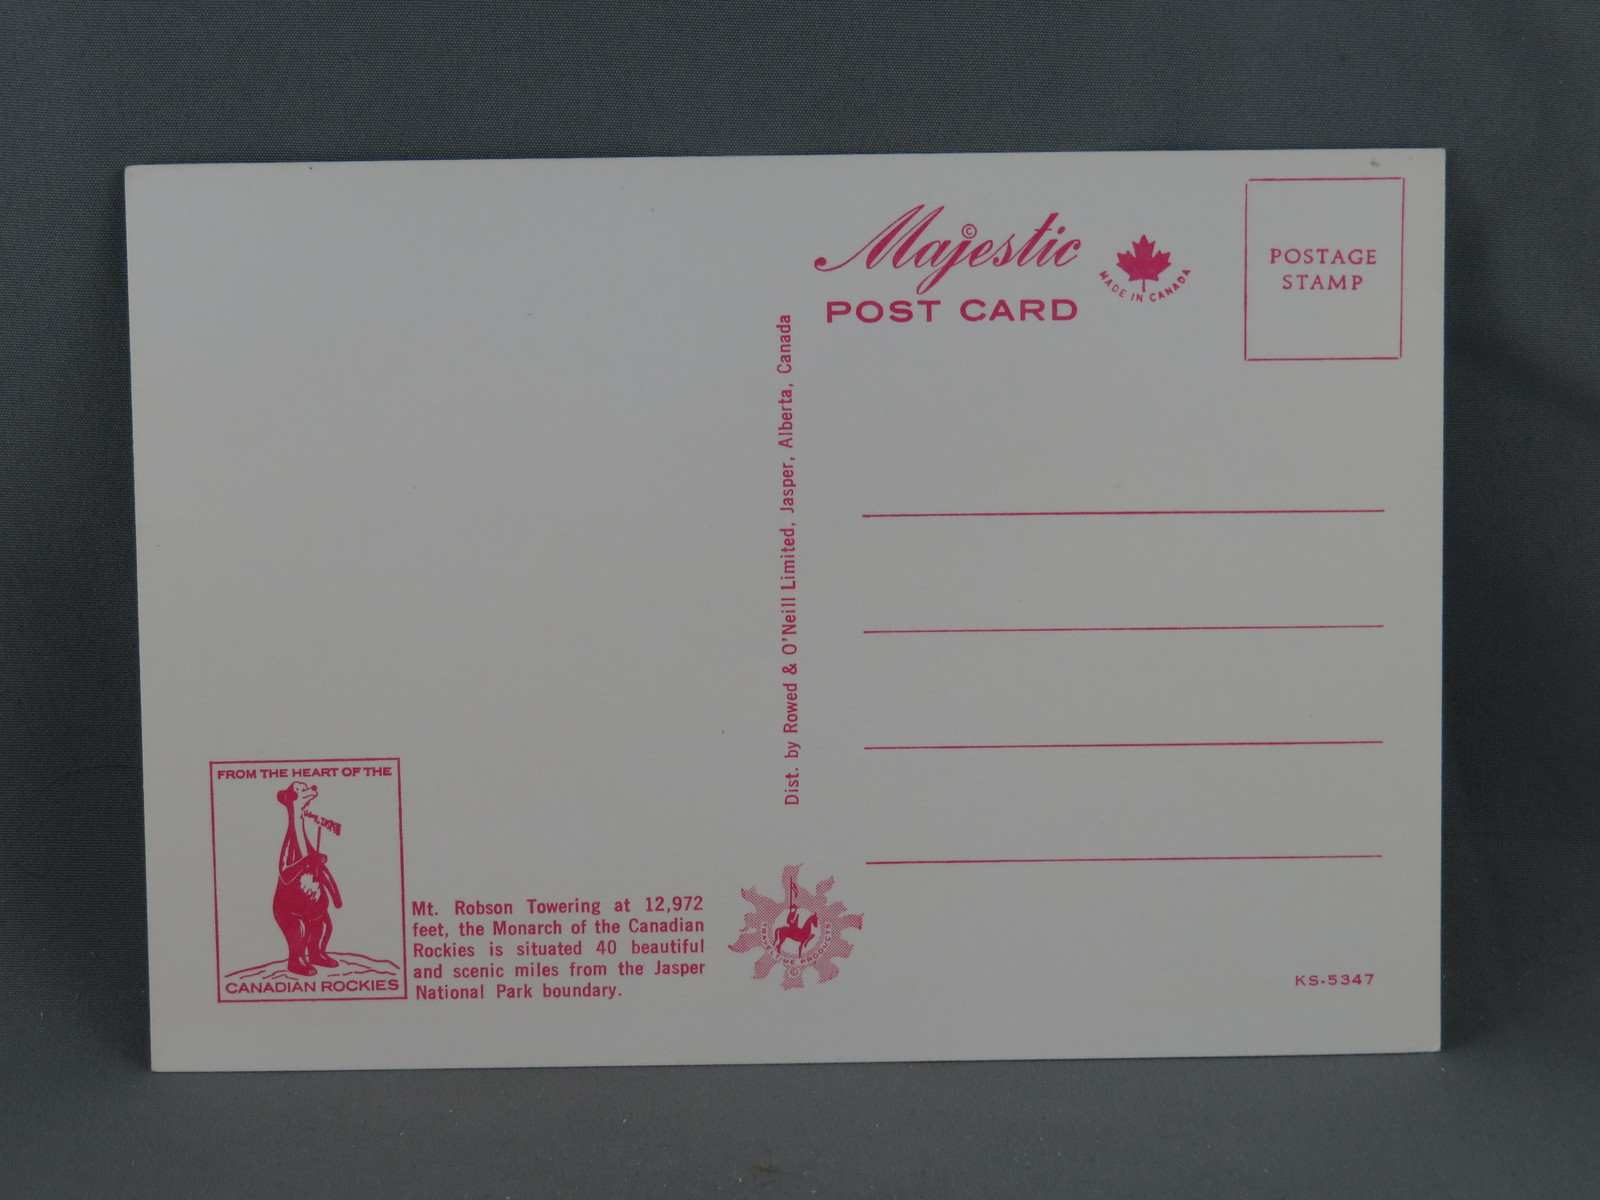 Majestic ©
POST CARD
MADE IN CANADA
POSTAGE
STAMP
Dist. by Rowed & O'Neill Limited, Jasper, Alberta, Canada
FROM THE HEART OF THE
CANADIAN ROCKIES
Mt. Robson Towering at 12,972
feet, the Monarch of the Canadian
Rockies is situated 40 beautiful
and scenic miles from the Jasper
National Park boundary.
TRAVELTIME PRODUCTS
©
KS-5347